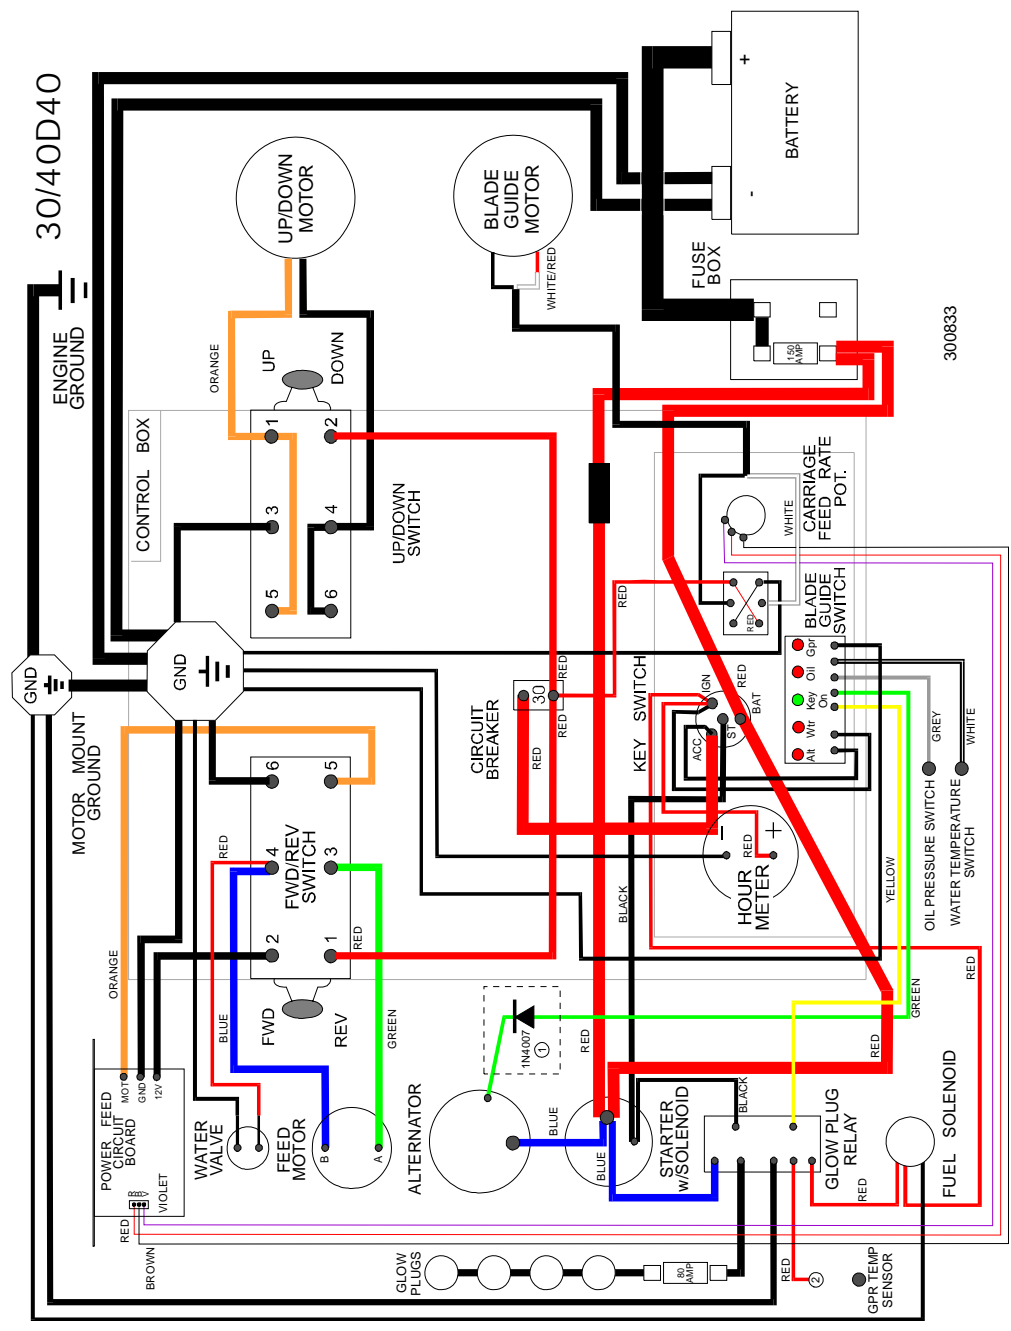 30/40D40
+
-
BATTERY
ENGINE
GROUND
UP/DOWN
MOTOR
BLADE
GUIDE
MOTOR
WHITE/RED
FUSE
BOX
150
AMP
300833
ORANGE
UP
DOWN
CONTROL BOX
1
2
3
4
5
6
UP/DOWN
SWITCH
CARRIAGE
FEED RATE
POT.
WHITE
RED
RED
BLADE
GUIDE
SWITCH
GND
GND
MOTOR MOUNT
GROUND
30
RED
RED
RED
CIRCUIT
BREAKER
KEY SWITCH
IGN
RED
BAT
ST
ACC
Gpr
Oil
Key
On
Wtr
Alt
GREY
WHITE
OIL PRESSURE SWITCH
WATER TEMPERATURE
SWITCH
6
5
4
3
2
1
FWD/REV
SWITCH
RED
RED
-
+
RED
HOUR
METER
BLACK
YELLOW
ORANGE
BLUE
FWD
REV
GREEN
1N4007
1
RED
RED
GREEN
RED
POWER FEED
CIRCUIT
BOARD
MOT
GND
12V
R
B
V
VIOLET
RED
BROWN
WATER
VALVE
FEED
MOTOR
B
A
ALTERNATOR
BLUE
BLUE
STARTER
w/SOLENOID
BLACK
GLOW PLUG
RELAY
FUEL SOLENOID
RED
GLOW
PLUGS
80
AMP
RED
2
GPR TEMP
SENSOR